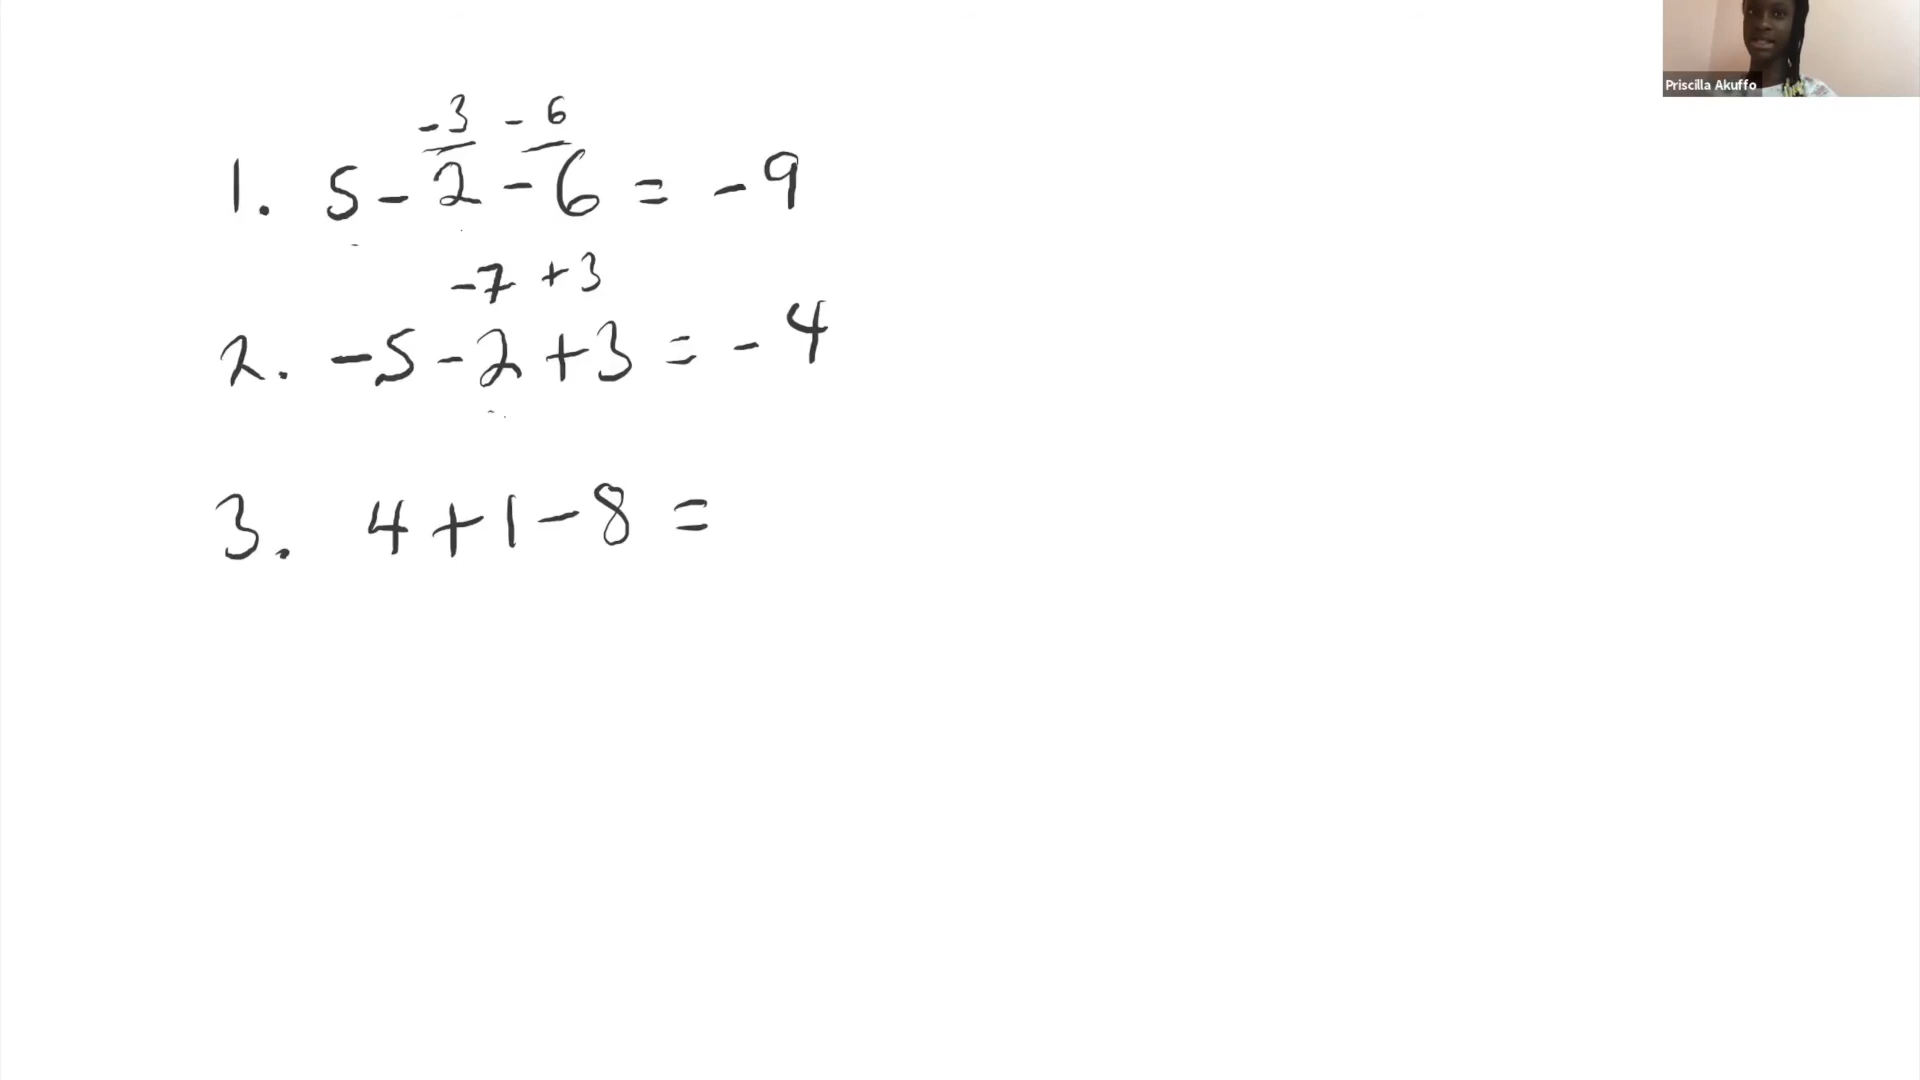 Priscilla Akuffo
-3 - 6
1. 5 - 2 - 6 = - 9
-7 + 3
2. - 5 - 2 + 3 = - 4
3. 4 + 1 - 8 =